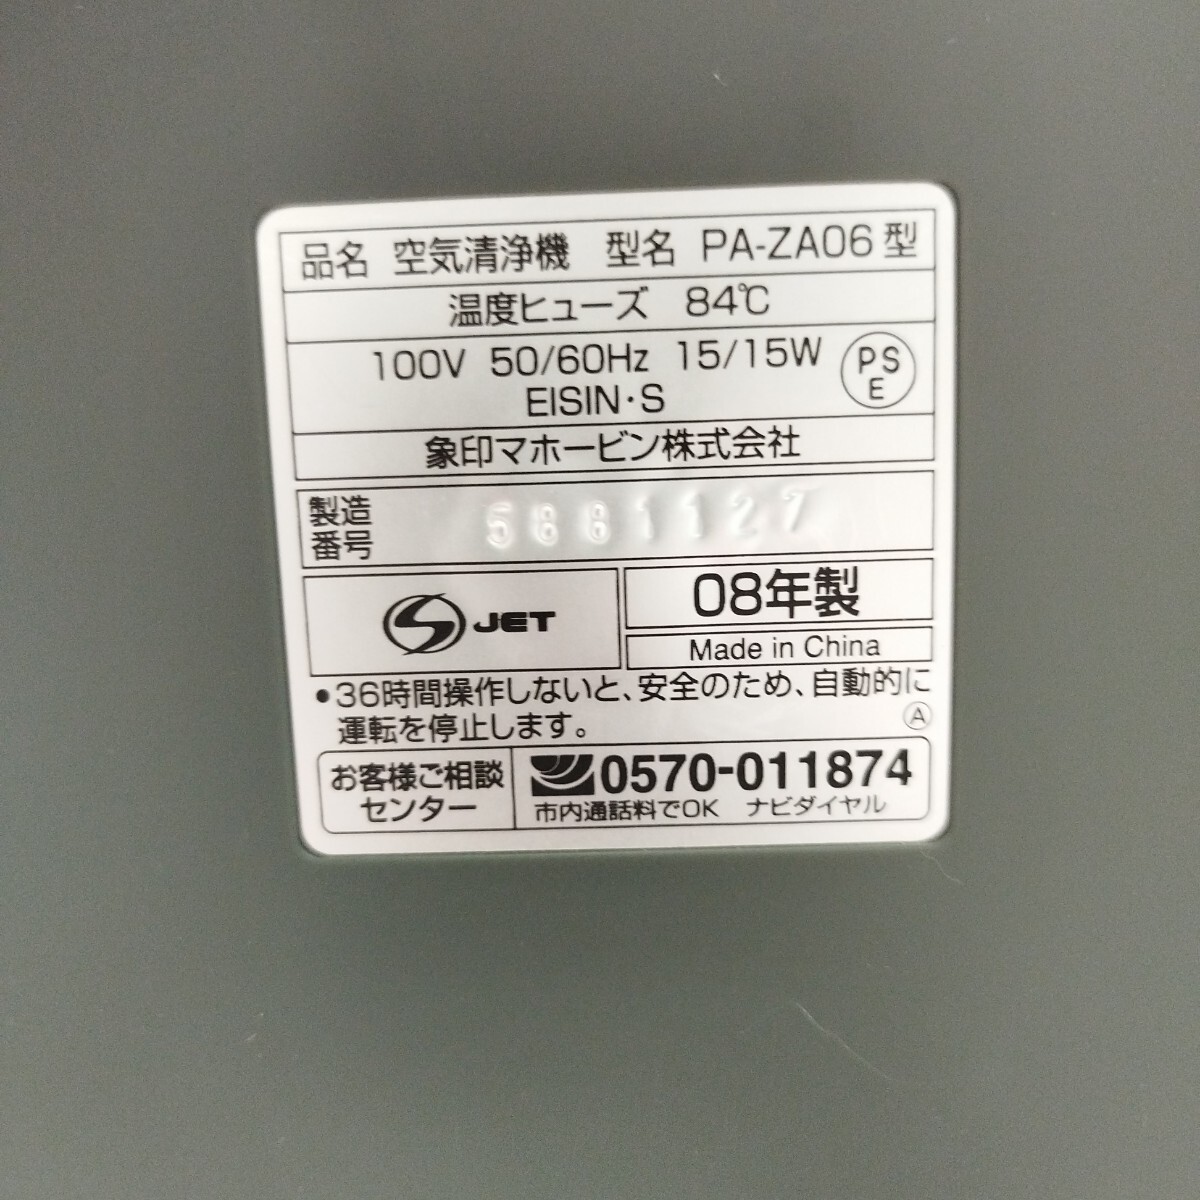 品名 空気清浄機 型名 PA-ZA06型
温度ヒューズ 84℃
100V 50/60Hz 15/15W
EISIN・S
PS
E
象印マホービン株式会社
製造
番号
5881127
JET
08年製
Made in China
•36時間操作しないと、安全のため、自動的に
運転を停止します。
A
お客様ご相談
センター
0570-011874
市内通話料でOK ナビダイヤル